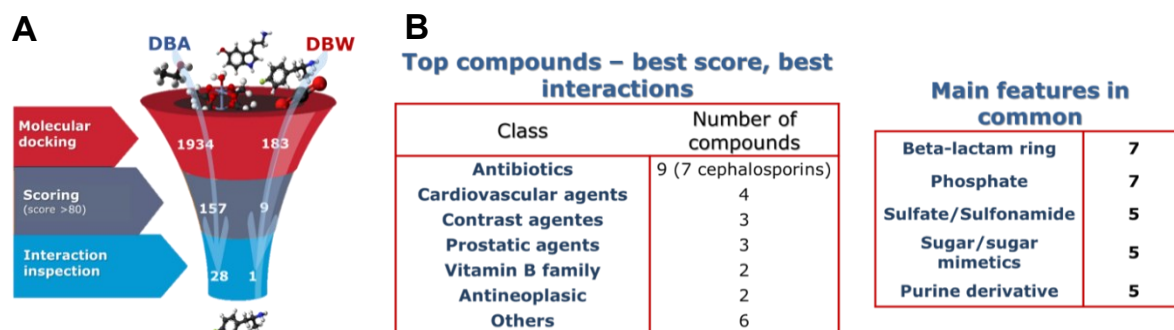 A
DBA
DBW
Molecular
docking
1934
183
Scoring
(score >80)
157
9
Interaction
inspection
28
1
B
Top compounds – best score, best
interactions
Class
Number of
compounds
Antibiotics
9 (7 cephalosporins)
Cardiovascular agents
4
Contrast agentes
3
Prostatic agents
3
Vitamin B family
2
Antineoplasic
2
Others
6
Main features in
common
Beta-lactam ring
7
Phosphate
7
Sulfate/Sulfonamide
5
Sugar/sugar
mimetics
5
Purine derivative
5